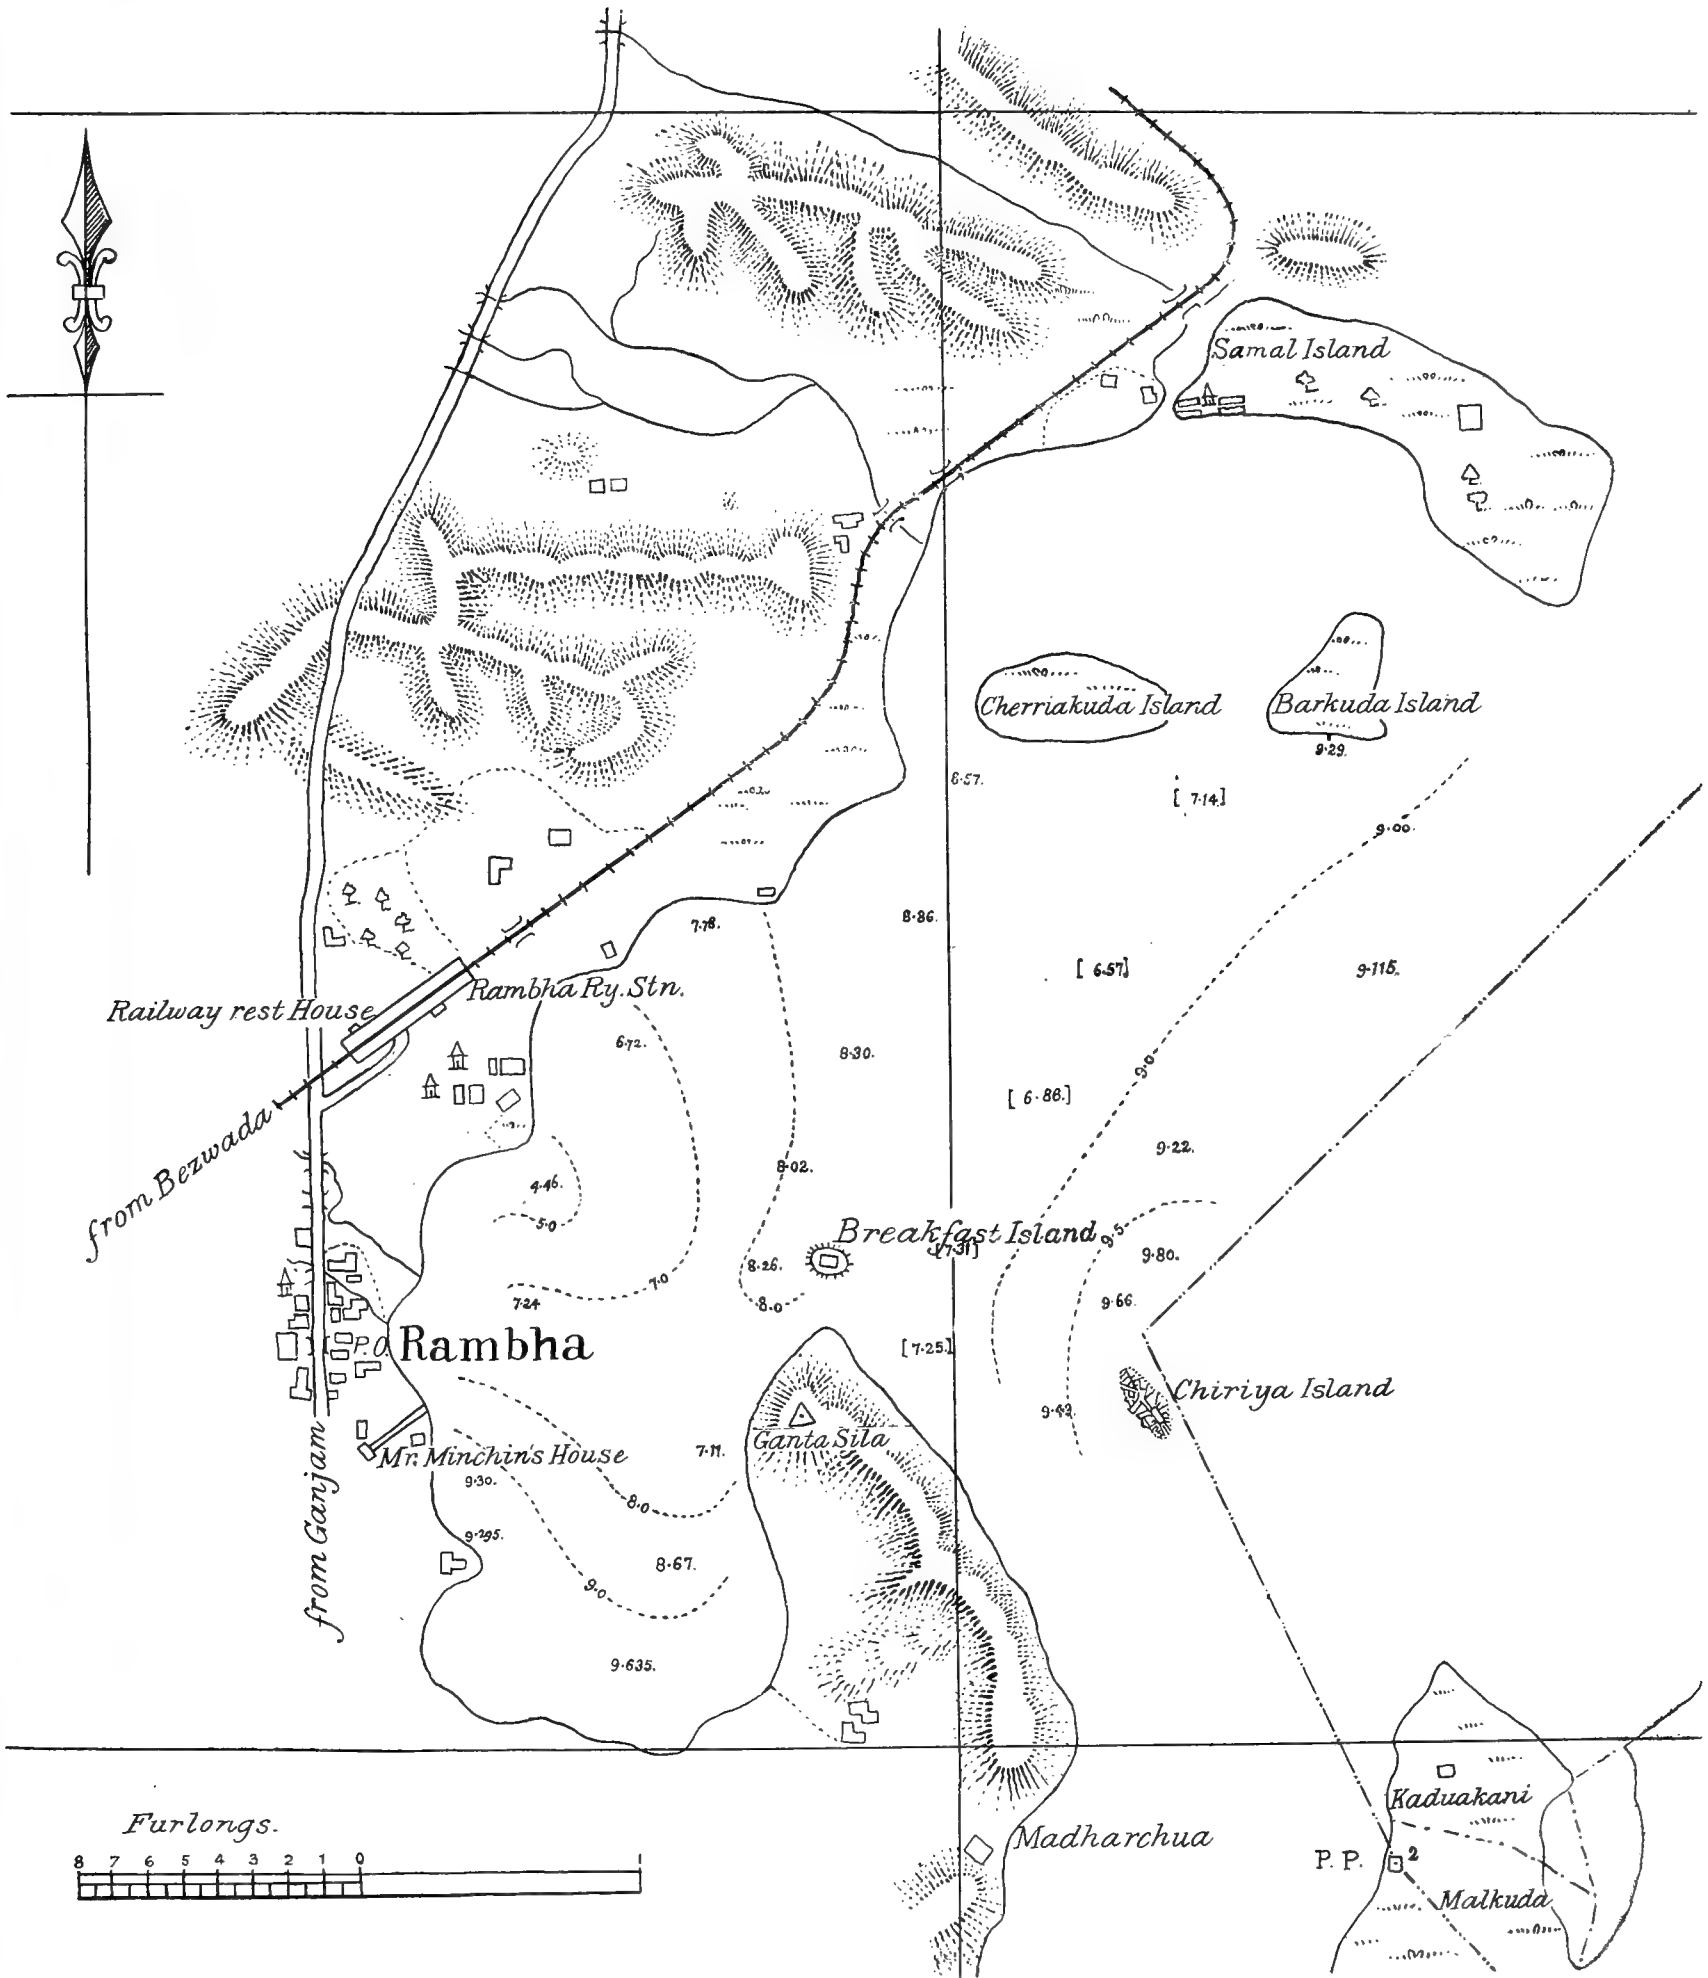 Samal Island
Cherriakuda Island
Barkuda Island
9·29.
8·57.
[ 7·14]
9·00.
7·78.
8·86.
[ 6·57]
9·115.
Rambha Ry. Stn.
Railway rest House
6·72.
8·30.
9·0
[ 6·86.]
from Bezwada
9·22.
8·02.
4·46.
5·0
Breakfast Island
9·5
[7·31]
9·80.
8·26.
7·0
8·0
7·24
9·66.
P.O.
Rambha
[7·25.]
Chiriya Island
9·43.
Ganta Sila
7·11.
Mr. Minchin's House
9·30.
8·0
from Ganjam
9·295.
8·67.
9·0
9·635.
Kaduakani
Furlongs.
8 7 6 5 4 3 2 1 0 1
Madharchua
P. P. 2
Malkuda